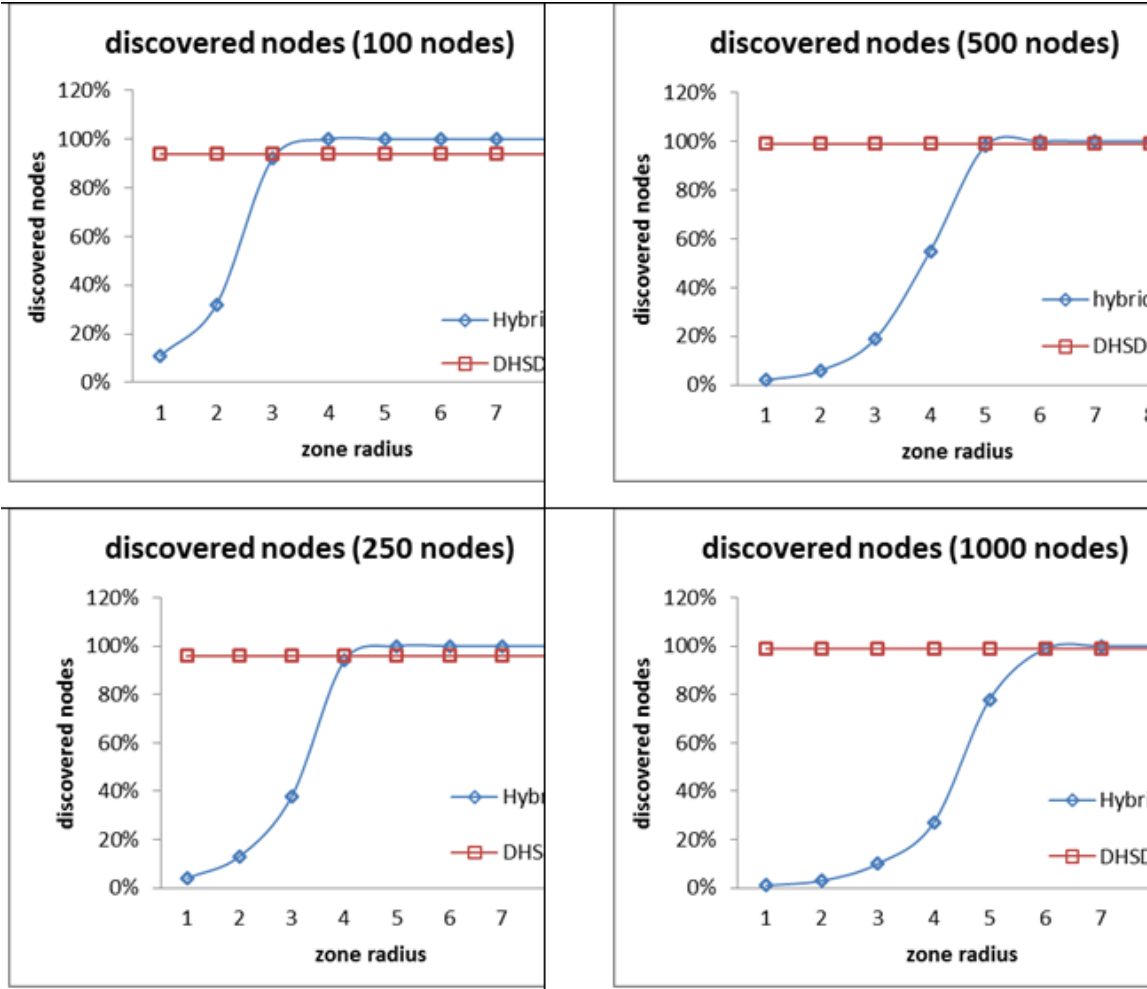 discovered nodes (100 nodes)
120%
100%
80%
60%
40%
20%
0%
discovered nodes
1 2 3 4 5 6 7
zone radius
Hybri
DHSD
discovered nodes (500 nodes)
120%
100%
80%
60%
40%
20%
0%
discovered nodes
1 2 3 4 5 6 7
zone radius
hybrid
DHSD
discovered nodes (250 nodes)
120%
100%
80%
60%
40%
20%
0%
discovered nodes
1 2 3 4 5 6 7
zone radius
Hybr
DHS
discovered nodes (1000 nodes)
120%
100%
80%
60%
40%
20%
0%
discovered nodes
1 2 3 4 5 6 7
zone radius
Hybri
DHSD